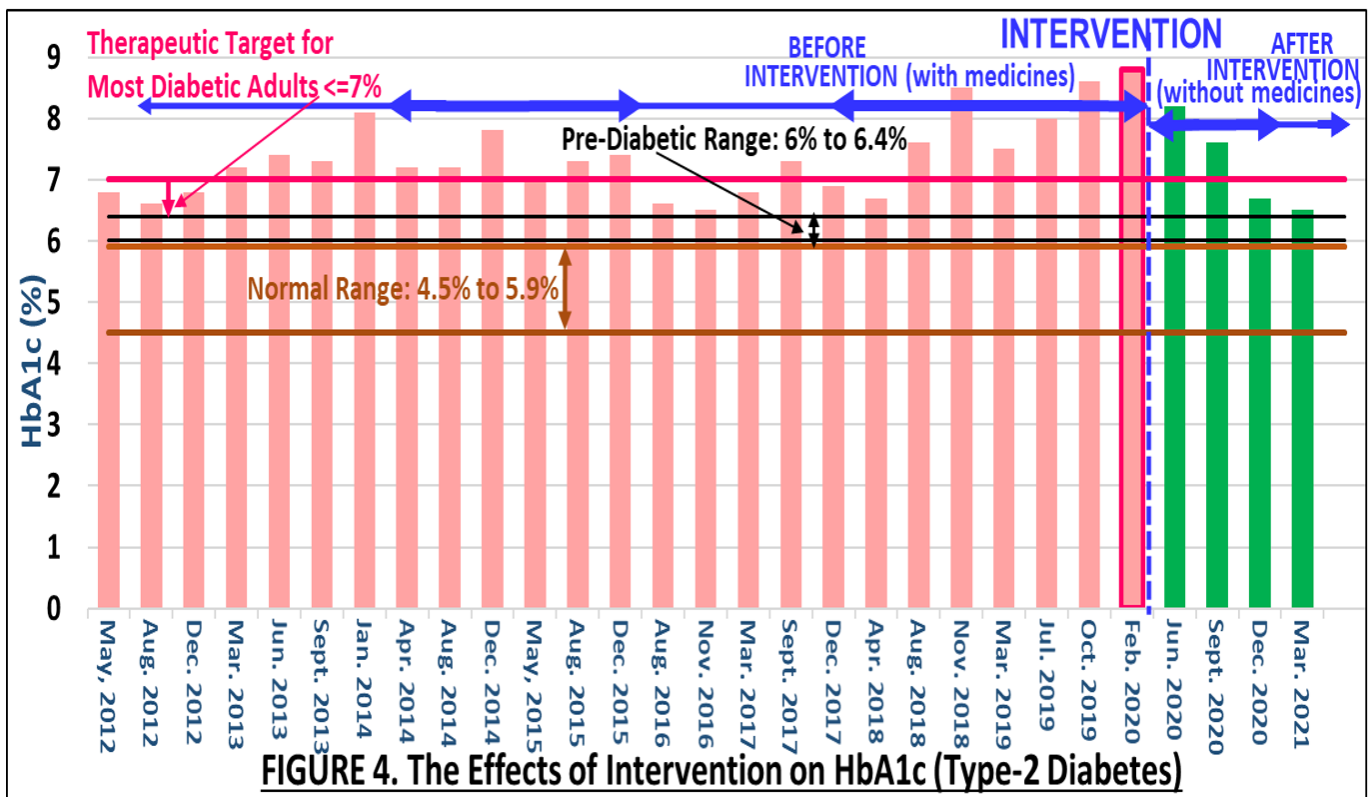 INTERVENTION
Therapeutic Target for
Most Diabetic Adults <=7%
BEFORE
INTERVENTION (with medicines)
AFTER
INTERVENTION
(without medicines)
Pre-Diabetic Range: 6% to 6.4%
Normal Range: 4.5% to 5.9%
HbA1c (%)
9
8
7
6
5
4
3
2
1
0
May, 2012
Aug. 2012
Dec. 2012
Mar. 2013
Jun. 2013
Sept. 2013
Jan. 2014
Apr. 2014
Aug. 2014
Dec. 2014
May, 2015
Aug. 2015
Dec. 2015
Aug. 2016
Nov. 2016
Mar. 2017
Sept. 2017
Dec. 2017
Apr. 2018
Aug. 2018
Nov. 2018
Mar. 2019
Jul. 2019
Oct. 2019
Feb. 2020
Jun. 2020
Sept. 2020
Dec. 2020
Mar. 2021
FIGURE 4. The Effects of Intervention on HbA1c (Type-2 Diabetes)